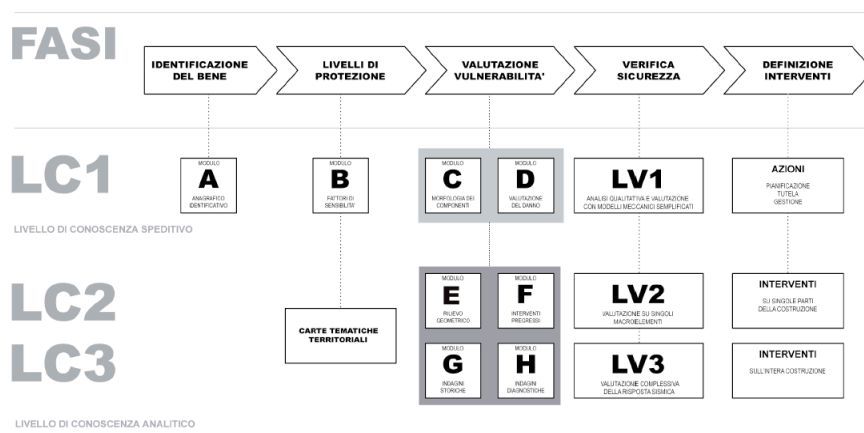 FASI
IDENTIFICAZIONE
DEL BENE
LIVELLI DI
PROTEZIONE
VALUTAZIONE
VULNERABILITA'
VERIFICA
SICUREZZA
DEFINIZIONE
INTERVENTI
LC1
MODULO
A
ANAGRAFICO
IDENTIFICATIVO
MODULO
B
FATTORI DI
SENSIBILITA'
MODULO
C
MORFOLOGIA DEI
COMPONENTI
MODULO
D
VALUTAZIONE
DEL DANNO
LV1
ANALISI QUALITATIVA E VALUTAZIONE
CON MODELLI MECCANICI SEMPLIFICATI
AZIONI
PIANIFICAZIONE
TUTELA
GESTIONE
LIVELLO DI CONOSCENZA SPEDITIVO
LC2
MODULO
E
RILIEVO
GEOMETRICO
MODULO
F
INTERVENTI
PREGRESSI
LV2
VALUTAZIONE SU SINGOLI
MACROELEMENTI
INTERVENTI
SU SINGOLE PARTI
DELLA COSTRUZIONE
CARTE TEMATICHE
TERRITORIALI
LC3
MODULO
G
INDAGINI
STORICHE
MODULO
H
INDAGINI
DIAGNOSTICHE
LV3
VALUTAZIONE COMPLESSIVA
DELLA RISPOSTA SISMICA
INTERVENTI
SULL'INTERA COSTRUZIONE
LIVELLO DI CONOSCENZA ANALITICO